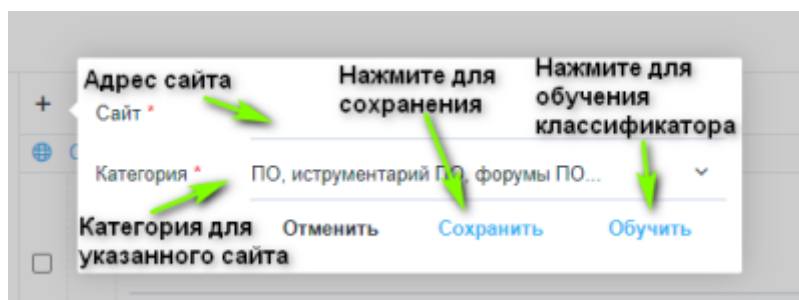 Адрес сайта
Нажмите для
сохранения
Нажмите для
обучения
классификатора
Сайт *
Категория *
ПО, иструментарий ПО, форумы ПО...
Категория для
указанного сайта
Отменить
Сохранить
Обучить